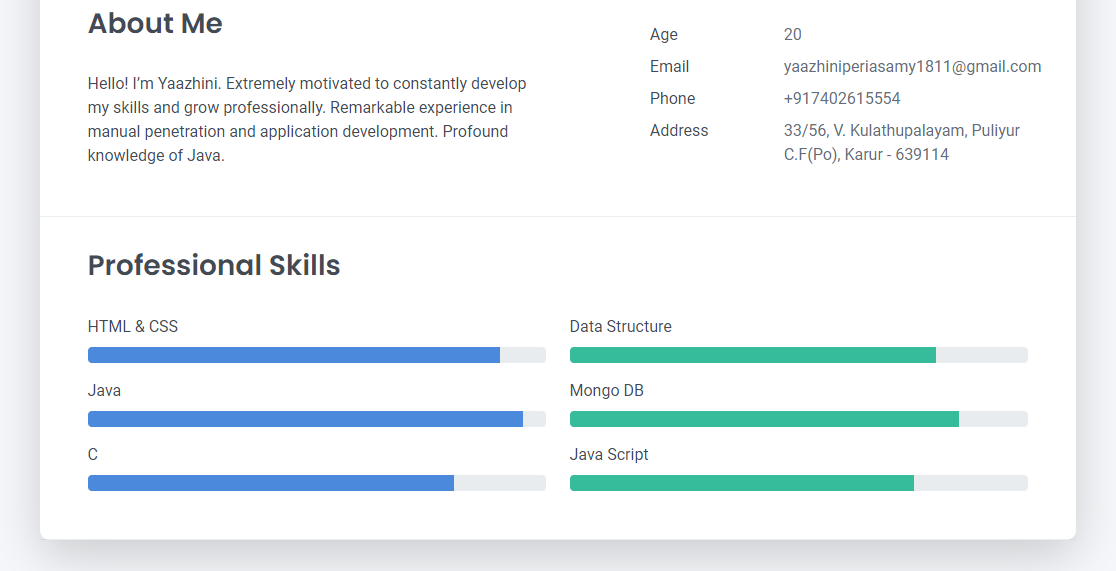 About Me
Hello! I’m Yaazhini. Extremely motivated to constantly develop
my skills and grow professionally. Remarkable experience in
manual penetration and application development. Profound
knowledge of Java.
Age 20
Email yaazhiniperiasamy1811@gmail.com
Phone +917402615554
Address 33/56, V. Kulathupalayam, Puliyur
C.F(Po), Karur - 639114
Professional Skills
HTML & CSS
Java
C
Data Structure
Mongo DB
Java Script